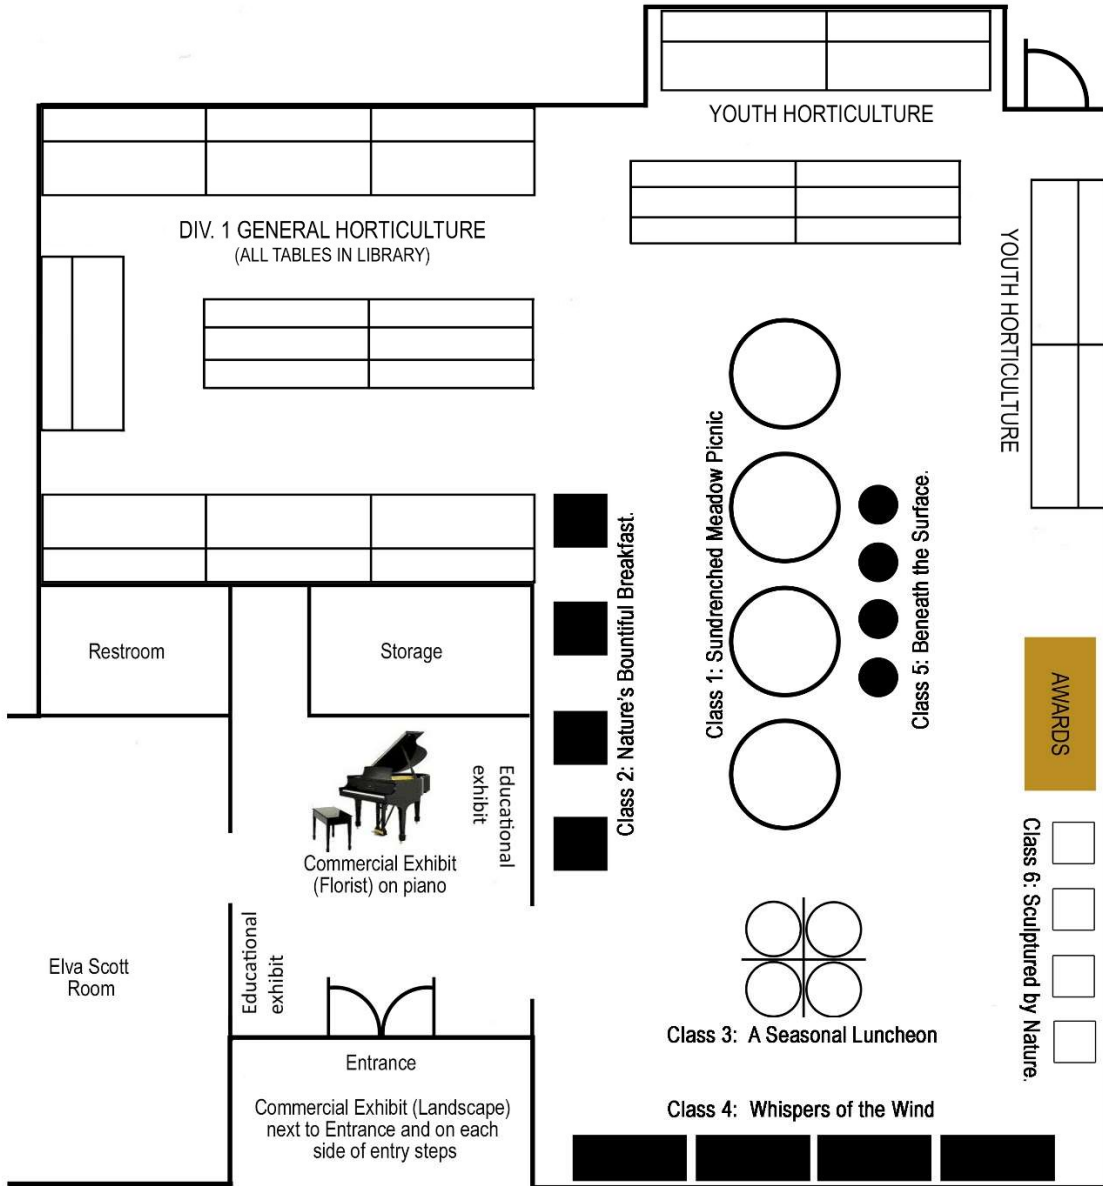 YOUTH HORTICULTURE
DIV. 1 GENERAL HORTICULTURE
(ALL TABLES IN LIBRARY)
YOUTH HORTICULTURE
Class 1: Sundrenched Meadow Picnic
Class 5: Beneath the Surface.
Class 2: Nature's Bountiful Breakfast.
Restroom
Storage
AWARDS
Educational
exhibit
Commercial Exhibit
(Florist) on piano
Class 6: Sculptured by Nature.
Elva Scott
Room
Educational
exhibit
Class 3: A Seasonal Luncheon
Entrance
Commercial Exhibit (Landscape)
next to Entrance and on each
side of entry steps
Class 4: Whispers of the Wind